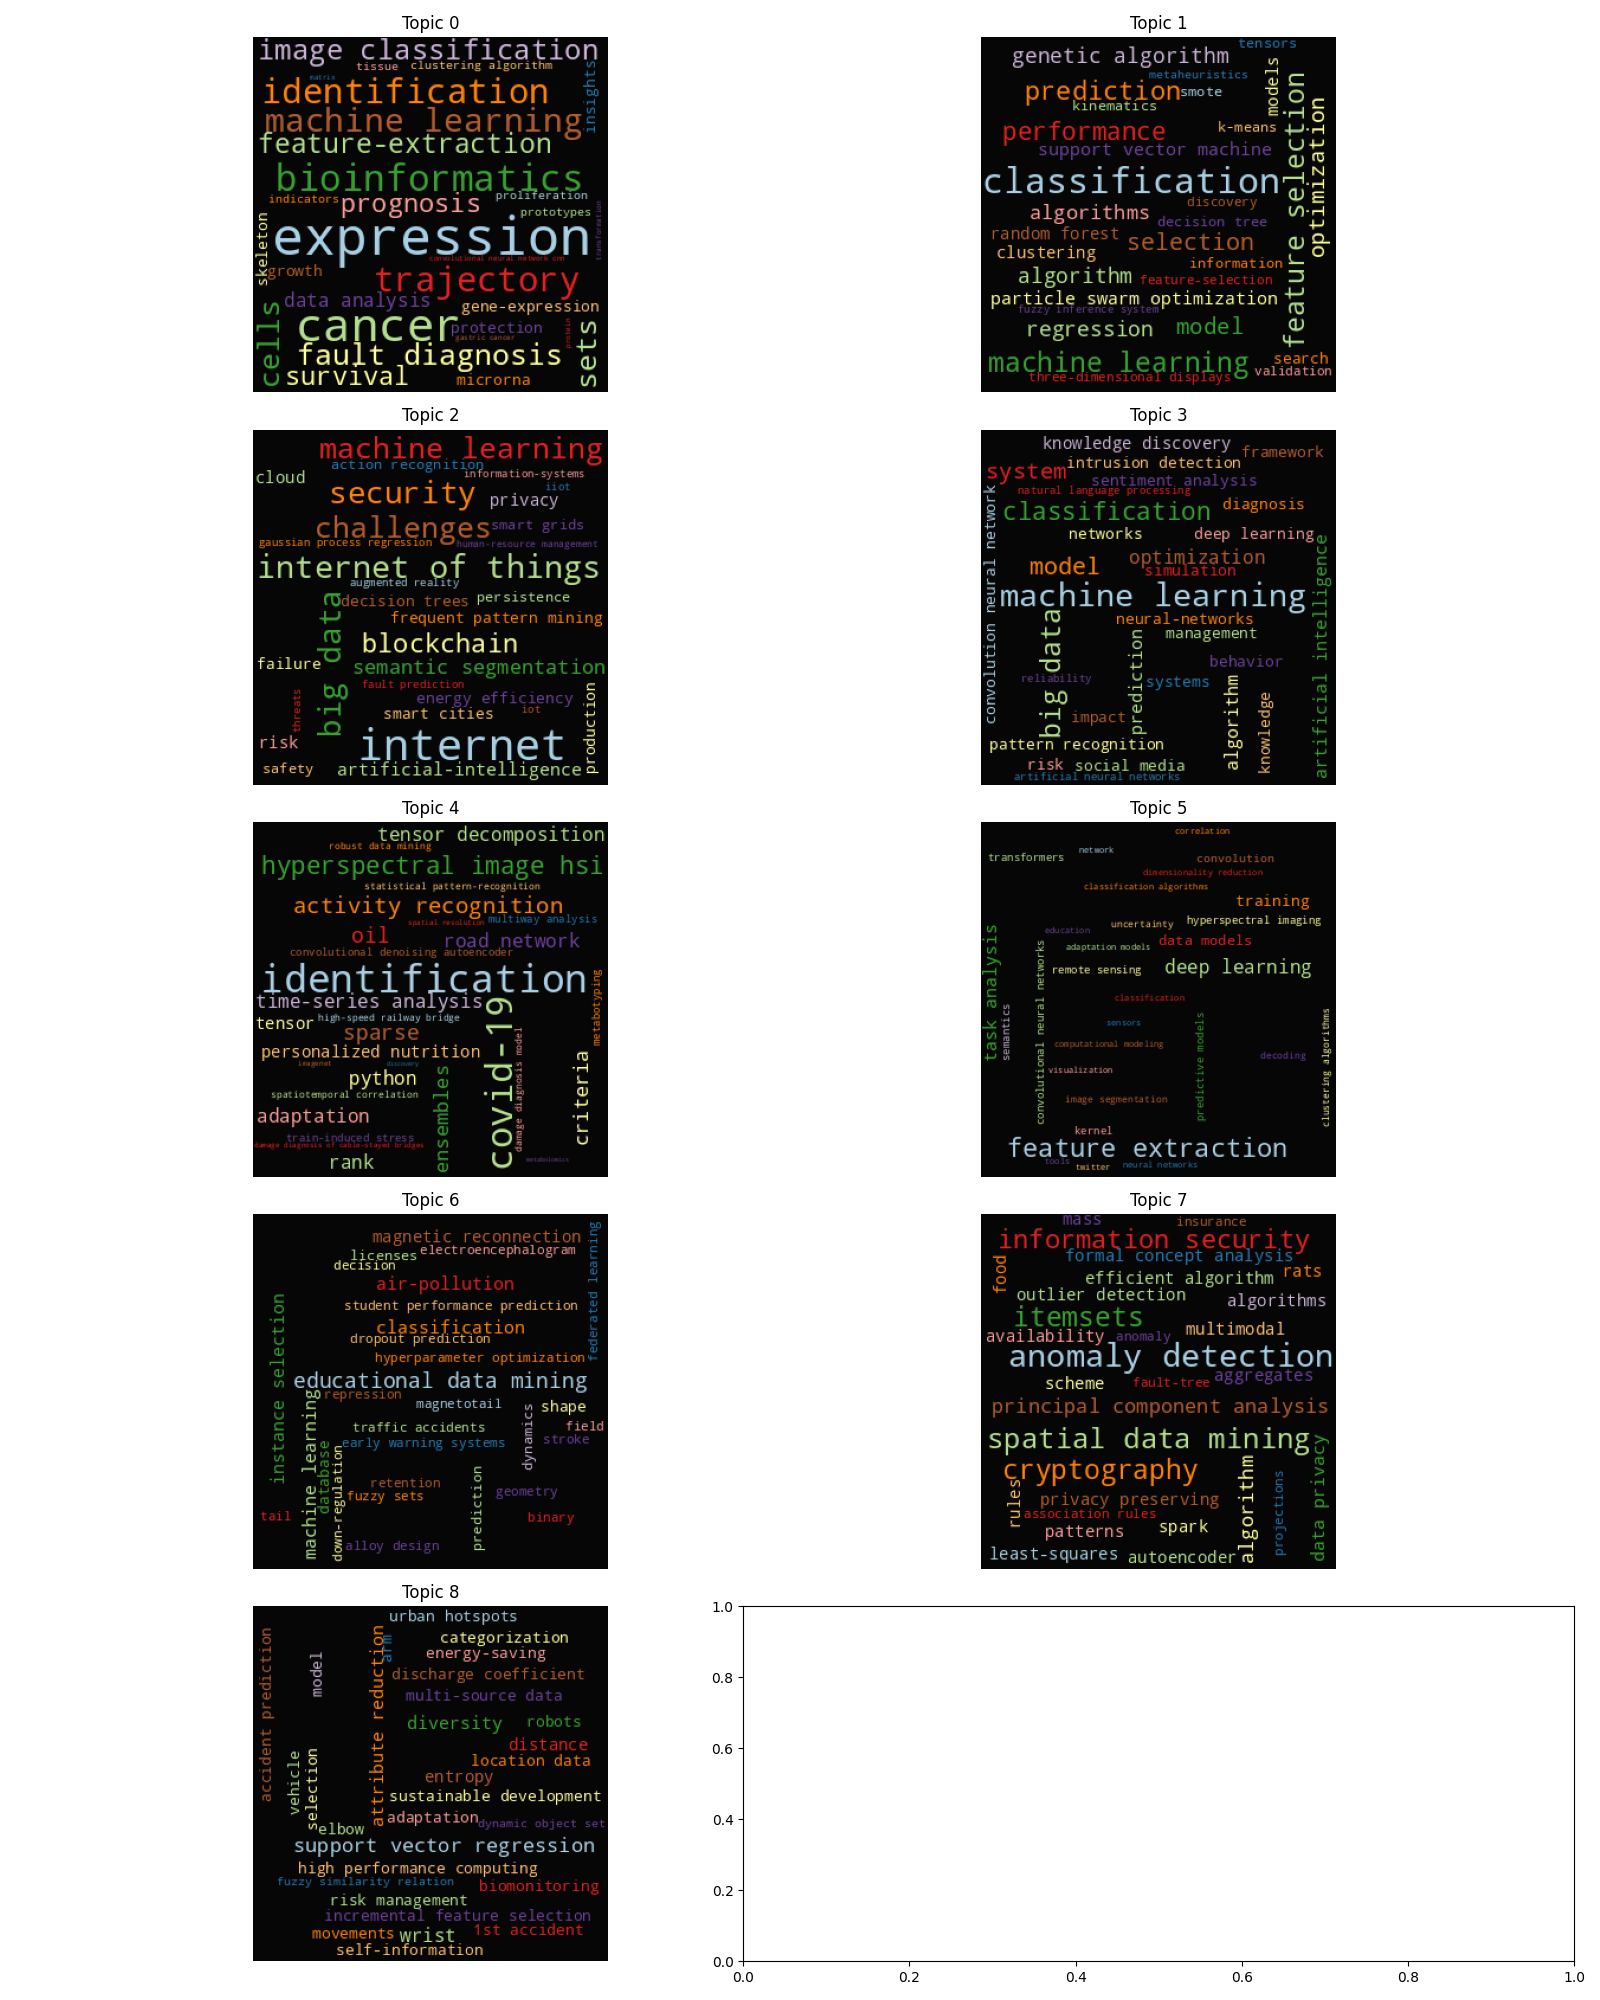 Topic 0
image classification
tissue
clustering algorithm
matrix
insights
identification
machine learning
feature-extraction
bioinformatics
indicators
prognosis
proliferation
prototypes
transformation
skeleton
expression
convolutional neural network cnn
growth
trajectory
data analysis
gene-expression
cells
cancer
protection
gastric cancer
protein
fault diagnosis
sets
survival
microrna
Topic 1
tensors
genetic algorithm
metaheuristics
models
prediction
smote
kinematics
feature selection
optimization
performance
k-means
support vector machine
classification
discovery
algorithms
decision tree
random forest
selection
clustering
information
algorithm
feature-selection
particle swarm optimization
fuzzy inference system
regression
model
machine learning
search
validation
three-dimensional displays
Topic 2
machine learning
action recognition
cloud
information-systems
iiot
security
privacy
challenges
smart grids
gaussian process regression
human-resource management
internet of things
augmented reality
big data
decision trees
persistence
frequent pattern mining
blockchain
failure
semantic segmentation
fault prediction
threats
energy efficiency
production
smart cities
iot
risk
internet
safety
artificial-intelligence
Topic 3
knowledge discovery
framework
intrusion detection
system
sentiment analysis
natural language processing
convolution neural network
diagnosis
classification
networks
deep learning
artificial intelligence
optimization
model
simulation
machine learning
big data
neural-networks
management
prediction
behavior
reliability
systems
algorithm
knowledge
impact
pattern recognition
risk
social media
artificial neural networks
Topic 4
tensor decomposition
robust data mining
hyperspectral image hsi
statistical pattern-recognition
activity recognition
spatial resolution
multiway analysis
oil
road network
convolutional denoising autoencoder
identification
metabotyping
time-series analysis
covid-19
tensor
high-speed railway bridge
sparse
damage diagnosis model
personalized nutrition
criteria
imagenet
discovery
python
ensembles
spatiotemporal correlation
adaptation
train-induced stress
damage diagnosis of cable-stayed bridges
rank
metabolomics
Topic 5
correlation
network
transformers
convolution
dimensionality reduction
classification algorithms
training
hyperspectral imaging
uncertainty
education
task analysis
data models
adaptation models
convolutional neural networks
remote sensing
deep learning
classification
semantics
predictive models
clustering algorithms
sensors
computational modeling
decoding
visualization
image segmentation
kernel
feature extraction
tools
twitter
neural networks
Topic 6
magnetic reconnection
federated learning
licenses
electroencephalogram
decision
air-pollution
instance selection
student performance prediction
classification
dropout prediction
hyperparameter optimization
educational data mining
repression
machine learning
magnetotail
shape
dynamics
traffic accidents
field
database
early warning systems
stroke
down-regulation
prediction
retention
fuzzy sets
geometry
tail
binary
alloy design
Topic 7
mass
insurance
information security
formal concept analysis
food
efficient algorithm
rats
outlier detection
algorithms
itemsets
availability
anomaly
multimodal
anomaly detection
scheme
fault-tree
aggregates
principal component analysis
spatial data mining
data privacy
cryptography
algorithm
projections
rules
privacy preserving
association rules
patterns
spark
least-squares
autoencoder
Topic 8
urban hotspots
accident prediction
attribute reduction
arm
categorization
energy-saving
model
discharge coefficient
multi-source data
diversity
robots
distance
vehicle
selection
location data
entropy
sustainable development
adaptation
dynamic object set
elbow
support vector regression
high performance computing
fuzzy similarity relation
biomonitoring
risk management
incremental feature selection
movements
wrist
1st accident
self-information
1.0
0.8
0.6
0.4
0.2
0.0
0.0 0.2 0.4 0.6 0.8 1.0